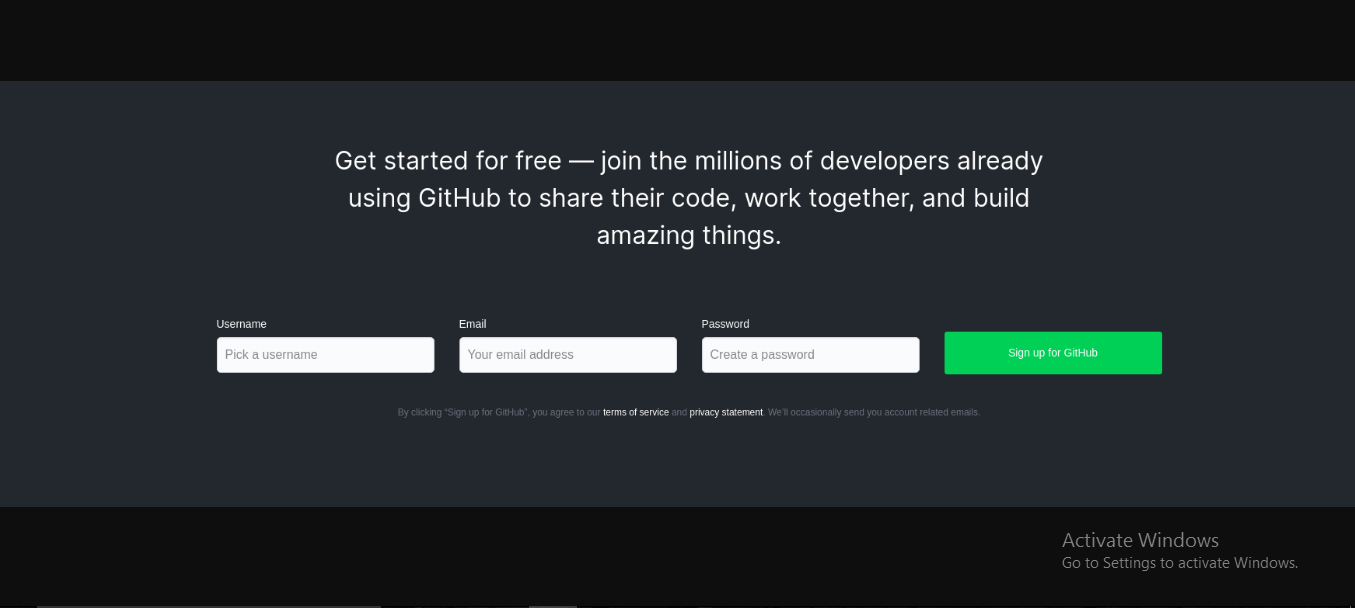 Get started for free — join the millions of developers already
using GitHub to share their code, work together, and build
amazing things.
Username
Email
Password
Pick a username
Your email address
Create a password
Sign up for GitHub
By clicking “Sign up for GitHub”, you agree to our terms of service and privacy statement. We’ll occasionally send you account related emails.
Activate Windows
Go to Settings to activate Windows.